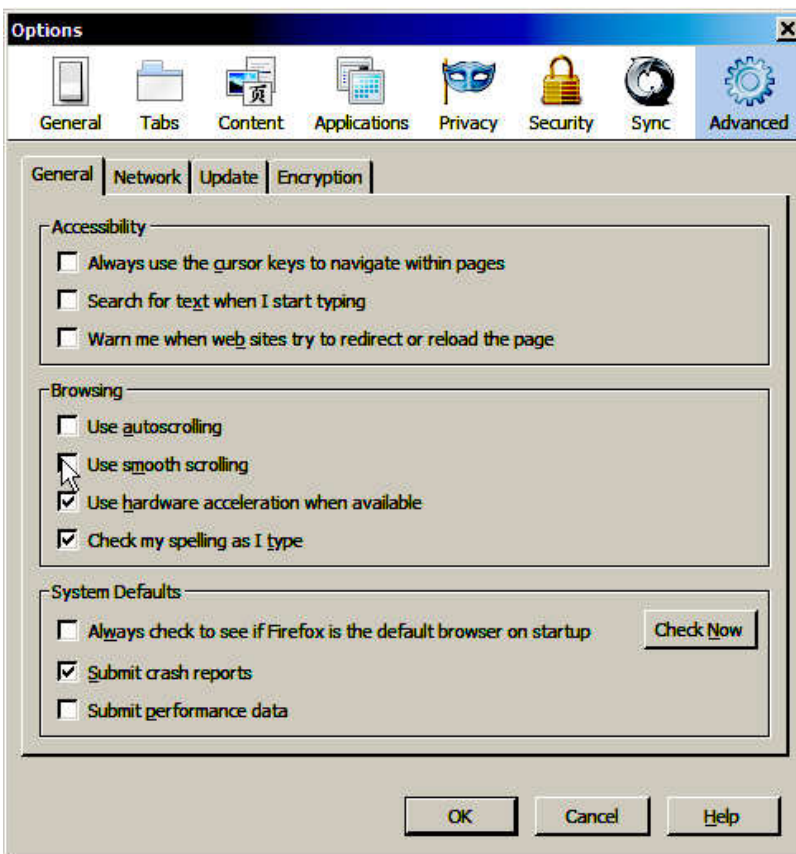 Options
General Tabs Content Applications Privacy Security Sync Advanced
General Network Update Encryption
Accessibility
Always use the cursor keys to navigate within pages
Search for text when I start typing
Warn me when web sites try to redirect or reload the page
Browsing
Use autoscrolling
Use smooth scrolling
Use hardware acceleration when available
Check my spelling as I type
System Defaults
Always check to see if Firefox is the default browser on startup Check Now
Submit crash reports
Submit performance data
OK Cancel Help